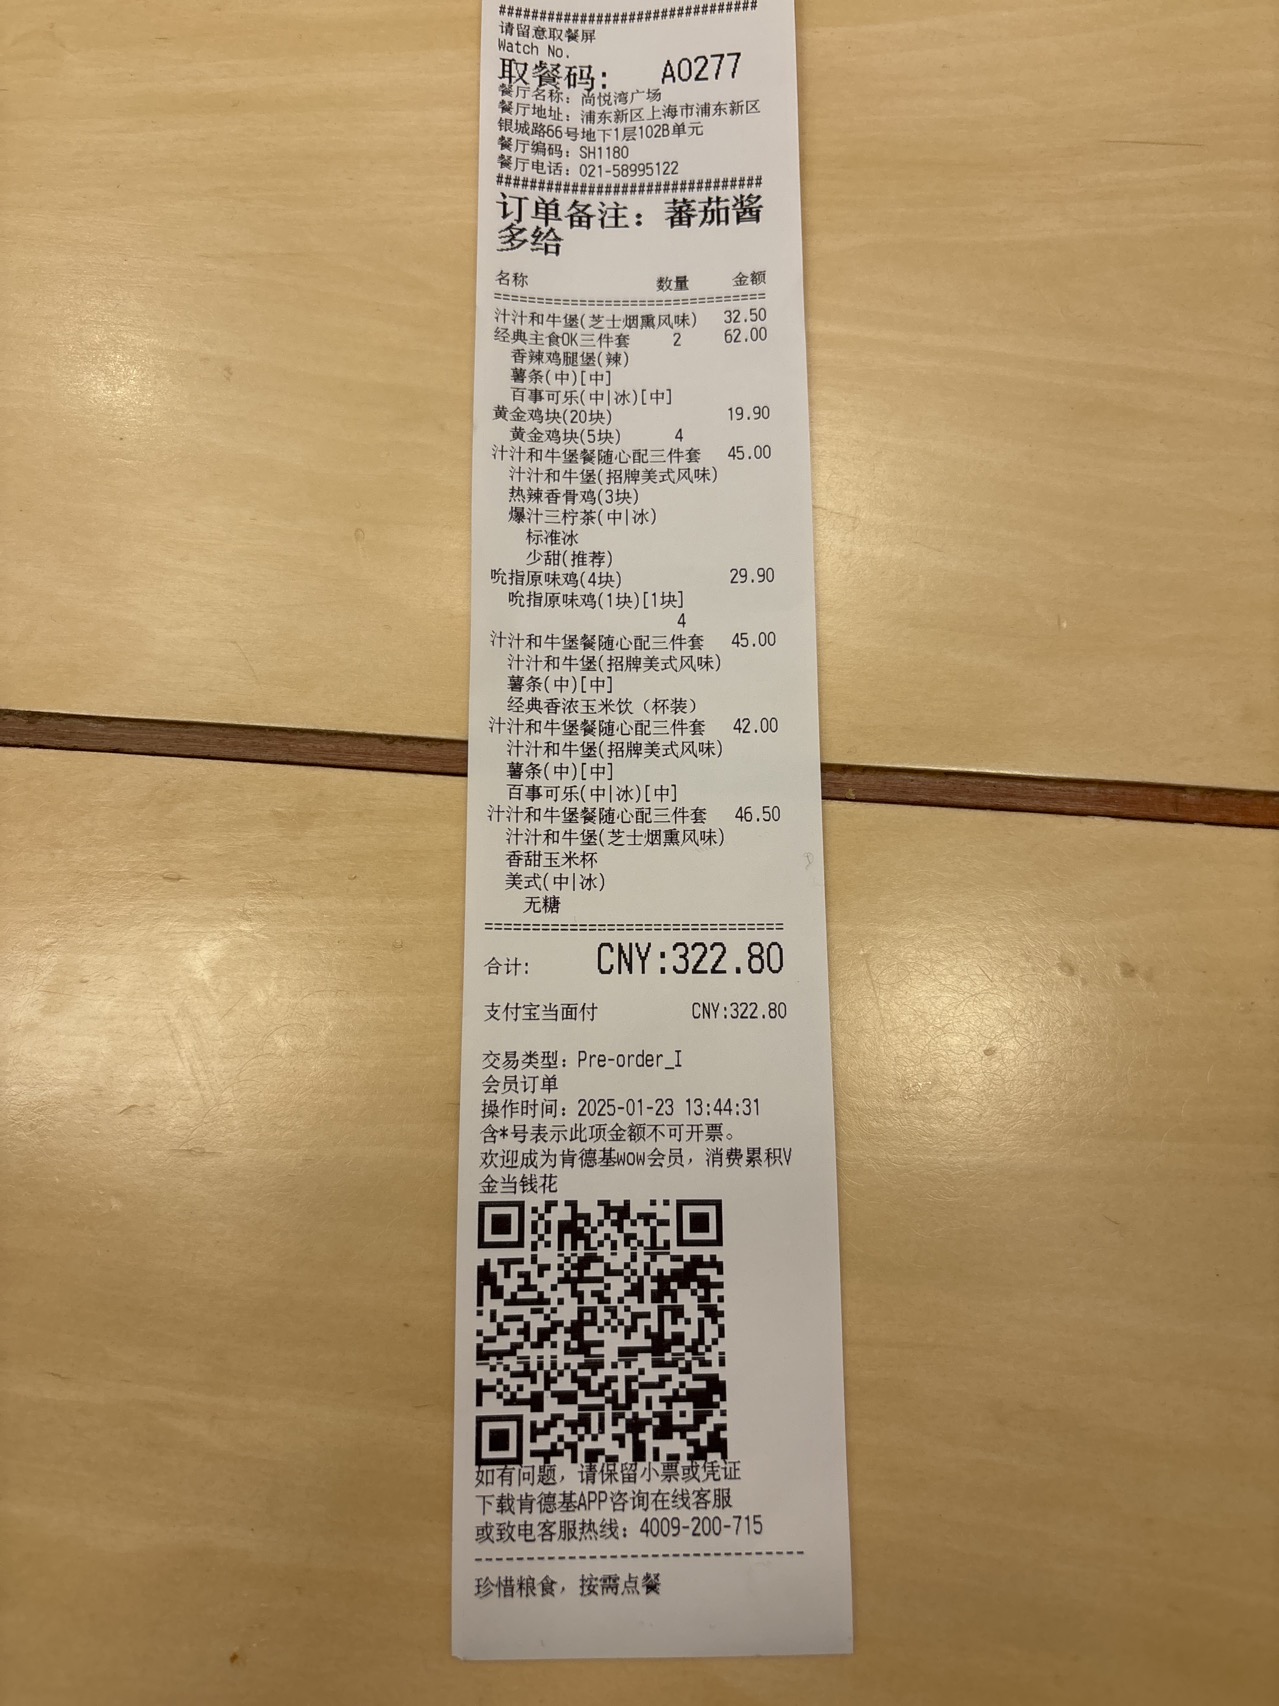 ##############################
请留意取餐屏
Watch No.
取餐码: A0277
餐厅名称: 尚悦湾广场
餐厅地址: 浦东新区上海市浦东新区
银城路66号地下1层102B单元
餐厅编码: SH1180
餐厅电话: 021-58995122
##############################
订单备注: 蕃茄酱
多给
名称 数量 金额
==============================
汁汁和牛堡(芝士烟熏风味) 32.50
经典主食OK三件套 2 62.00
香辣鸡腿堡(辣)
薯条(中)[中]
百事可乐(中|冰)[中]
黄金鸡块(20块) 19.90
黄金鸡块(5块) 4
汁汁和牛堡餐随心配三件套 45.00
汁汁和牛堡(招牌美式风味)
热辣香骨鸡(3块)
爆汁三柠茶(中|冰)
标准冰
少甜(推荐)
吮指原味鸡(4块) 29.90
吮指原味鸡(1块)[1块]
4
汁汁和牛堡餐随心配三件套 45.00
汁汁和牛堡(招牌美式风味)
薯条(中)[中]
经典香浓玉米饮（杯装）
汁汁和牛堡餐随心配三件套 42.00
汁汁和牛堡(招牌美式风味)
薯条(中)[中]
百事可乐(中|冰)[中]
汁汁和牛堡餐随心配三件套 46.50
汁汁和牛堡(芝士烟熏风味)
香甜玉米杯
美式(中|冰)
无糖
==============================
合计: CNY:322.80
支付宝当面付 CNY:322.80
交易类型: Pre-order_I
会员订单
操作时间: 2025-01-23 13:44:31
含*号表示此项金额不可开票。
欢迎成为肯德基wow会员, 消费累积V
金当钱花
如有问题, 请保留小票或凭证
下载肯德基APP咨询在线客服
或致电客服热线: 4009-200-715
--------------------------------
珍惜粮食, 按需点餐